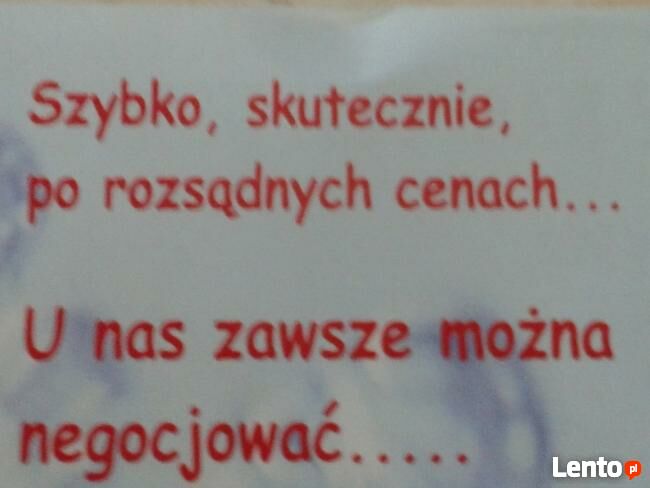 Szybko, skutecznie,
po rozsądnych cenach...
U nas zawsze można
negocjować.....
Lento pl